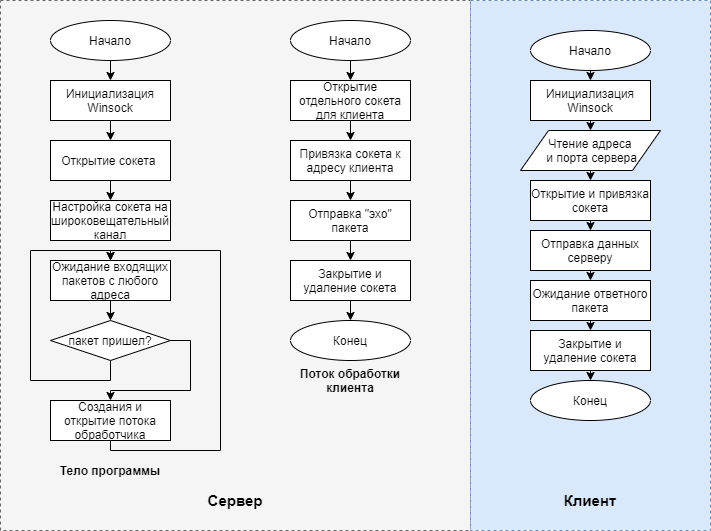 Начало
Инициализация
Winsock
Открытие сокета
Настройка сокета на
широковещательный
канал
Ожидание входящих
пакетов с любого
адреса
пакет пришел?
Создания и
открытие потока
обработчика
Тело программы
Начало
Открытие
отдельного сокета
для клиента
Привязка сокета к
адресу клиента
Отправка "эхо"
пакета
Закрытие и
удаление сокета
Конец
Поток обработки
клиента
Сервер
Начало
Инициализация
Winsock
Чтение адреса
и порта сервера
Открытие и привязка
сокета
Отправка данных
серверу
Ожидание ответного
пакета
Закрытие и
удаление сокета
Конец
Клиент